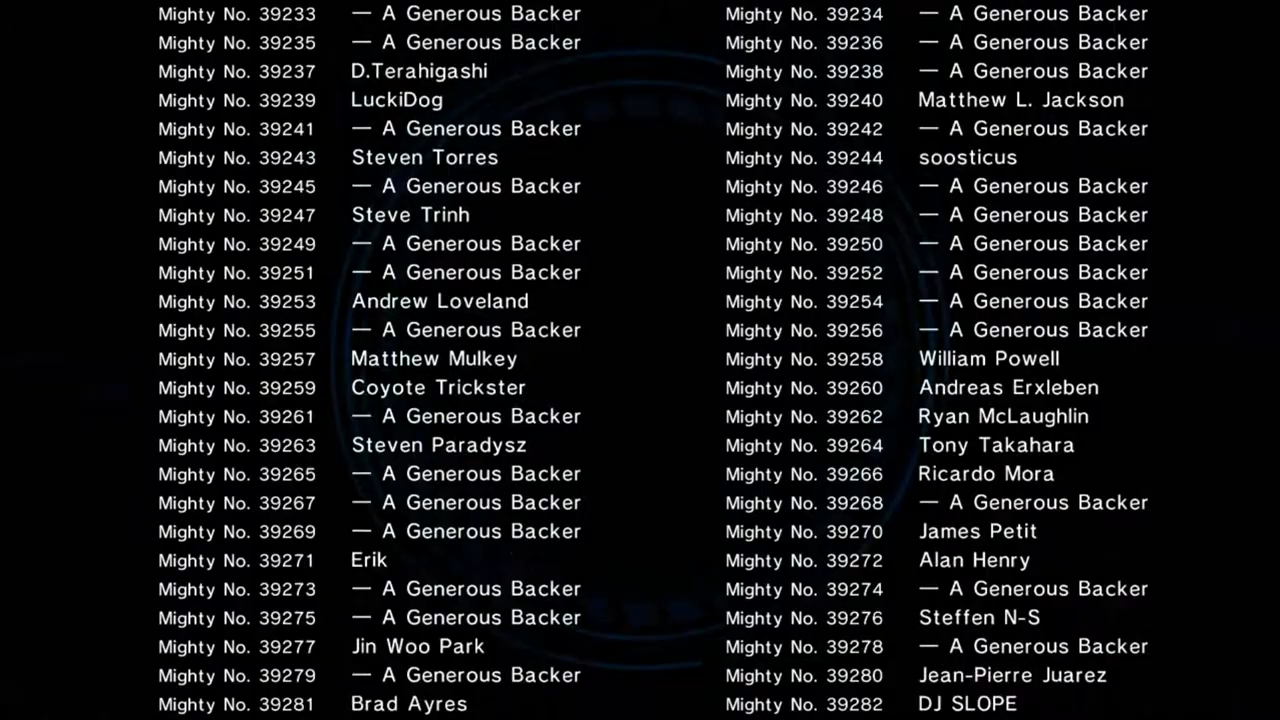 Mighty No. 39233 — A Generous Backer Mighty No. 39234 — A Generous Backer
Mighty No. 39235 — A Generous Backer Mighty No. 39236 — A Generous Backer
Mighty No. 39237 D.Terahigashi Mighty No. 39238 — A Generous Backer
Mighty No. 39239 LuckiDog Mighty No. 39240 Matthew L. Jackson
Mighty No. 39241 — A Generous Backer Mighty No. 39242 — A Generous Backer
Mighty No. 39243 Steven Torres Mighty No. 39244 soosticus
Mighty No. 39245 — A Generous Backer Mighty No. 39246 — A Generous Backer
Mighty No. 39247 Steve Trinh Mighty No. 39248 — A Generous Backer
Mighty No. 39249 — A Generous Backer Mighty No. 39250 — A Generous Backer
Mighty No. 39251 — A Generous Backer Mighty No. 39252 — A Generous Backer
Mighty No. 39253 Andrew Loveland Mighty No. 39254 — A Generous Backer
Mighty No. 39255 — A Generous Backer Mighty No. 39256 — A Generous Backer
Mighty No. 39257 Matthew Mulkey Mighty No. 39258 William Powell
Mighty No. 39259 Coyote Trickster Mighty No. 39260 Andreas Erxleben
Mighty No. 39261 — A Generous Backer Mighty No. 39262 Ryan McLaughlin
Mighty No. 39263 Steven Paradysz Mighty No. 39264 Tony Takahara
Mighty No. 39265 — A Generous Backer Mighty No. 39266 Ricardo Mora
Mighty No. 39267 — A Generous Backer Mighty No. 39268 — A Generous Backer
Mighty No. 39269 — A Generous Backer Mighty No. 39270 James Petit
Mighty No. 39271 Erik Mighty No. 39272 Alan Henry
Mighty No. 39273 — A Generous Backer Mighty No. 39274 — A Generous Backer
Mighty No. 39275 — A Generous Backer Mighty No. 39276 Steffen N-S
Mighty No. 39277 Jin Woo Park Mighty No. 39278 — A Generous Backer
Mighty No. 39279 — A Generous Backer Mighty No. 39280 Jean-Pierre Juarez
Mighty No. 39281 Brad Ayres Mighty No. 39282 DJ SLOPE